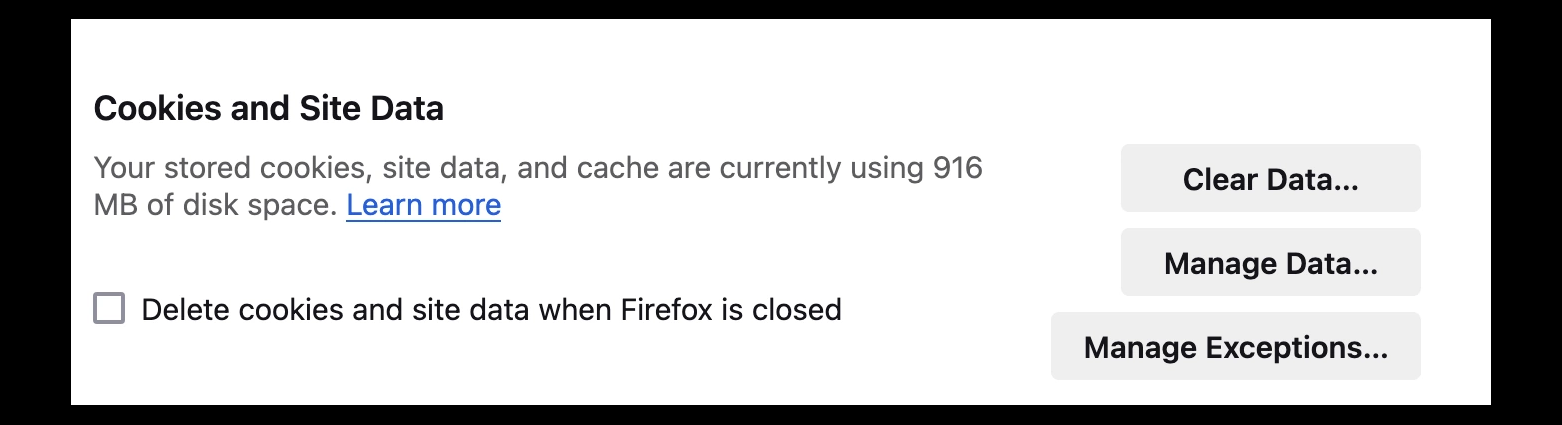 Cookies and Site Data
Your stored cookies, site data, and cache are currently using 916
MB of disk space. Learn more
Clear Data...
Manage Data...
Delete cookies and site data when Firefox is closed
Manage Exceptions...